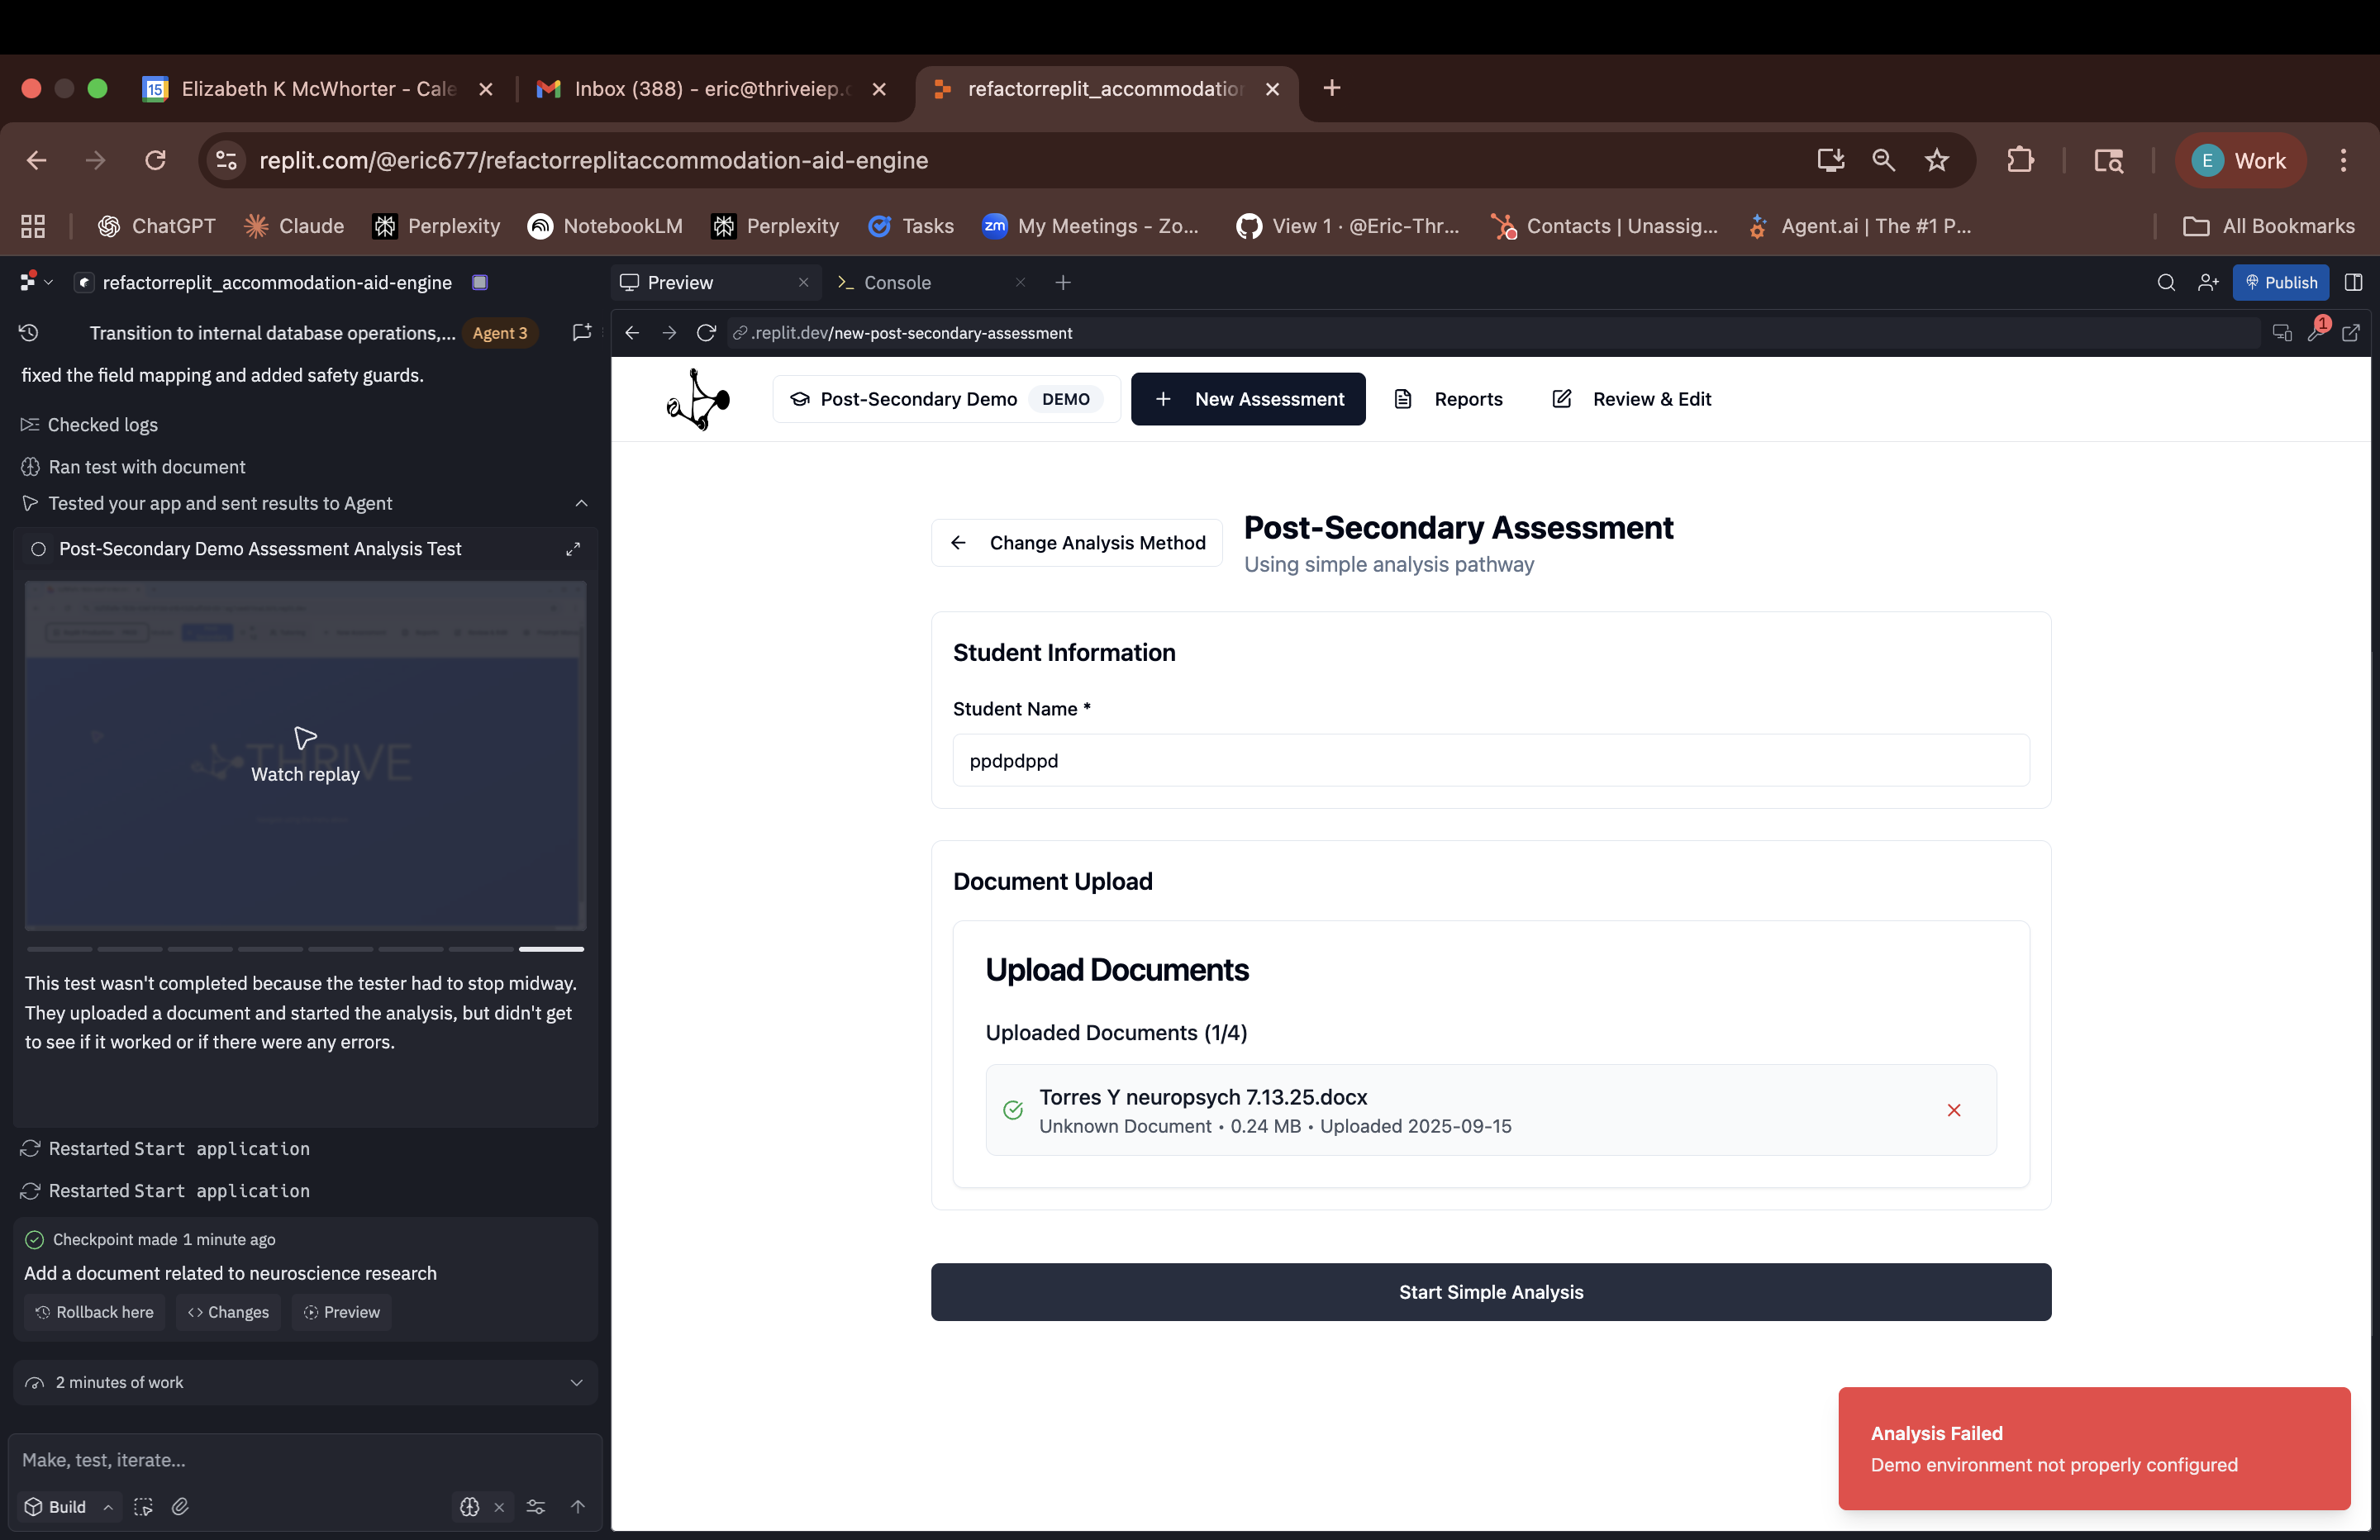 15 Elizabeth K McWhorter - Cale
Inbox (388) - eric@thriveiep.c
refactorreplit_accommodation
replit.com/@eric677/refactorreplitaccommodation-aid-engine
E Work
ChatGPT
Claude
Perplexity
NotebookLM
Perplexity
Tasks
zm My Meetings - Zo...
View 1 · @Eric-Thr...
Contacts | Unassig...
Agent.ai | The #1 P...
All Bookmarks
refactorreplit_accommodation-aid-engine
Preview
Console
Publish
Transition to internal database operations,...
Agent 3
.replit.dev/new-post-secondary-assessment
1
fixed the field mapping and added safety guards.
Checked logs
Ran test with document
Tested your app and sent results to Agent
Post-Secondary Demo Assessment Analysis Test
THRIVE
Watch replay
This test wasn't completed because the tester had to stop midway.
They uploaded a document and started the analysis, but didn't get
to see if it worked or if there were any errors.
Restarted Start application
Restarted Start application
Checkpoint made 1 minute ago
Add a document related to neuroscience research
Rollback here
Changes
Preview
2 minutes of work
Make, test, iterate...
Build
Post-Secondary Demo DEMO
New Assessment
Reports
Review & Edit
Change Analysis Method
Post-Secondary Assessment
Using simple analysis pathway
Student Information
Student Name *
ppdpdppd
Document Upload
Upload Documents
Uploaded Documents (1/4)
Torres Y neuropsych 7.13.25.docx
Unknown Document • 0.24 MB • Uploaded 2025-09-15
Start Simple Analysis
Analysis Failed
Demo environment not properly configured